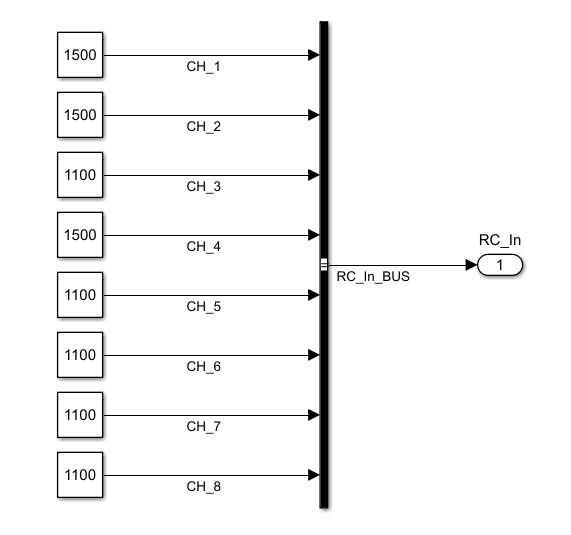 1500
CH_1
1500
CH_2
1100
CH_3
1500
CH_4
RC_In
1
RC_In_BUS
1100
CH_5
1100
CH_6
1100
CH_7
1100
CH_8